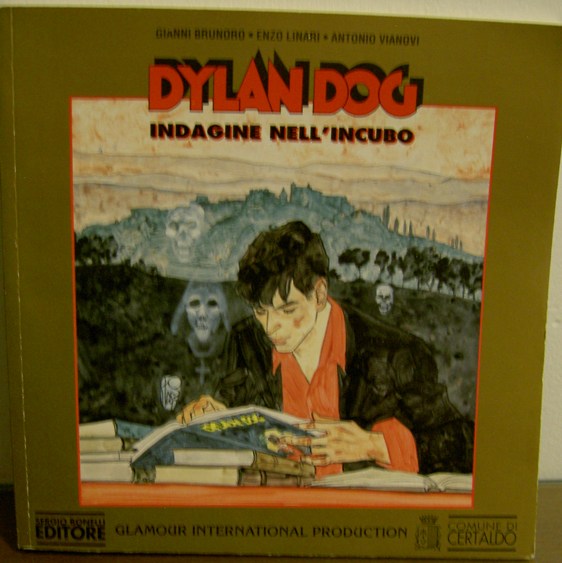 GIANNI BRUNORO • ENZO LINARI • ANTONIO VIANOVI
DYLAN DOG
INDAGINE NELL'INCUBO
SERGIO BONELLI
EDITORE
GLAMOUR INTERNATIONAL PRODUCTION
COMUNE DI
CERTALDO